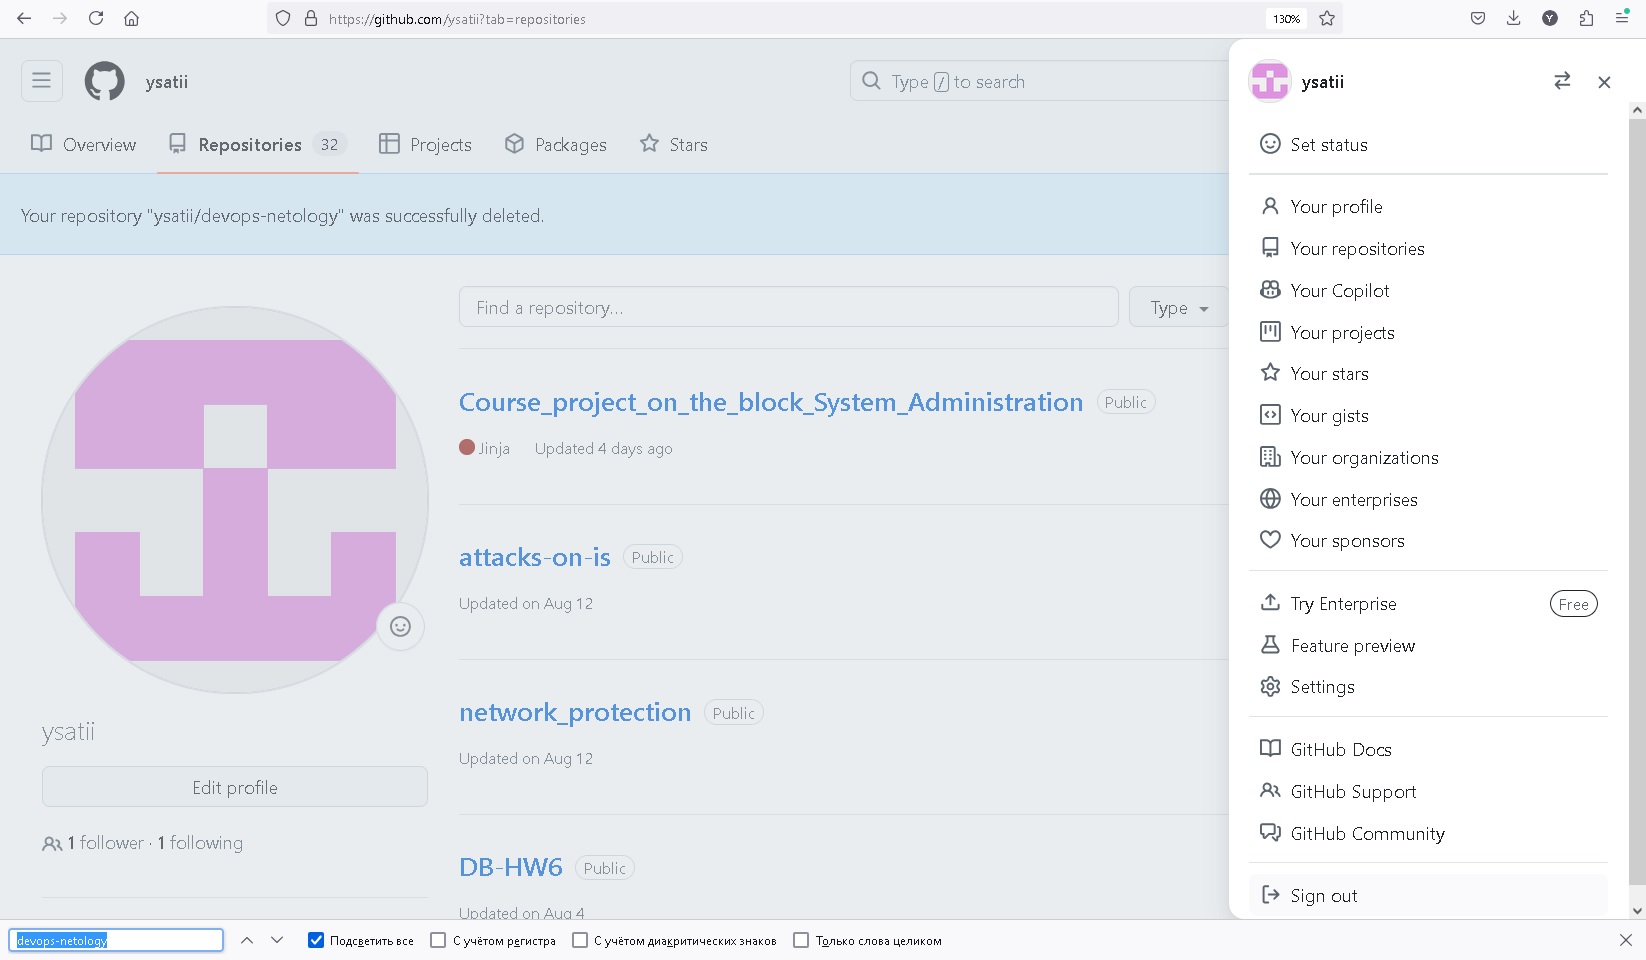 https://github.com/ysatii?tab=repositories
130%
ysatii
Type / to search
Overview
Repositories 32
Projects
Packages
Stars
Your repository "ysatii/devops-netology" was successfully deleted.
Find a repository...
Type
Course_project_on_the_block_System_Administration Public
Jinja Updated 4 days ago
attacks-on-is Public
Updated on Aug 12
network_protection Public
Updated on Aug 12
DB-HW6 Public
Updated on Aug 4
ysatii
Edit profile
1 follower · 1 following
ysatii
Set status
Your profile
Your repositories
Your Copilot
Your projects
Your stars
Your gists
Your organizations
Your enterprises
Your sponsors
Try Enterprise Free
Feature preview
Settings
GitHub Docs
GitHub Support
GitHub Community
Sign out
devops-netology
Подсветить все
С учётом регистра
С учётом диакритических знаков
Только слова целиком